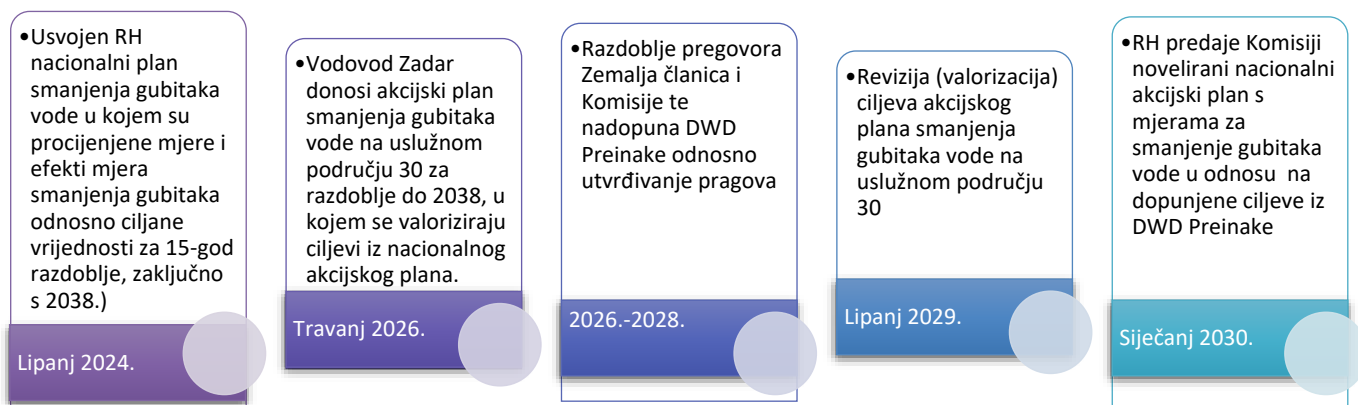 •Usvojen RH
nacionalni plan
smanjenja gubitaka
vode u kojem su
procijenjene mjere i
efekti mjera
smanjenja gubitaka
odnosno ciljane
vrijednosti za 15-god
razdoblje, zaključno
s 2038.)
Lipanj 2024.
•Vodovod Zadar
donosi akcijski plan
smanjenja gubitaka
vode na uslužnom
području 30 za
razdoblje do 2038, u
kojem se valoriziraju
ciljevi iz nacionalnog
akcijskog plana.
Travanj 2026.
•Razdoblje pregovora
Zemalja članica i
Komisije te
nadopuna DWD
Preinake odnosno
utvrđivanje pragova
2026.-2028.
•Revizija (valorizacija)
ciljeva akcijskog
plana smanjenja
gubitaka vode na
uslužnom području
30
Lipanj 2029.
•RH predaje Komisiji
novelirani nacionalni
akcijski plan s
mjerama za
smanjenje gubitaka
vode u odnosu na
dopunjene ciljeve iz
DWD Preinake
Siječanj 2030.